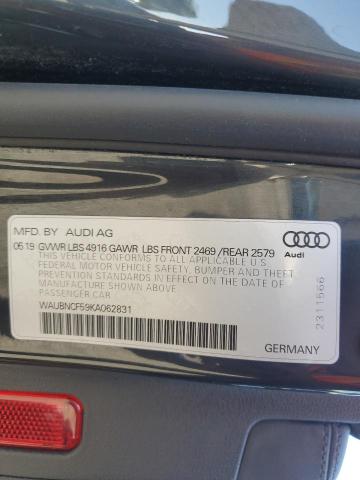 MFD. BY AUDI AG
05 19 GVWR LBS 4916 GAWR LBS FRONT 2469 /REAR 2579
THIS VEHICLE CONFORMS TO ALL APPLICABLE U.S.
FEDERAL MOTOR VEHICLE SAFETY, BUMPER AND THEFT
PREVENTION STANDARDS IN EFFECT ON THE DATE OF
MANUFACTURE SHOWN ABOVE
PASSENGER CAR
WAUBNCF59KA062831
Audi
2311566
GERMANY